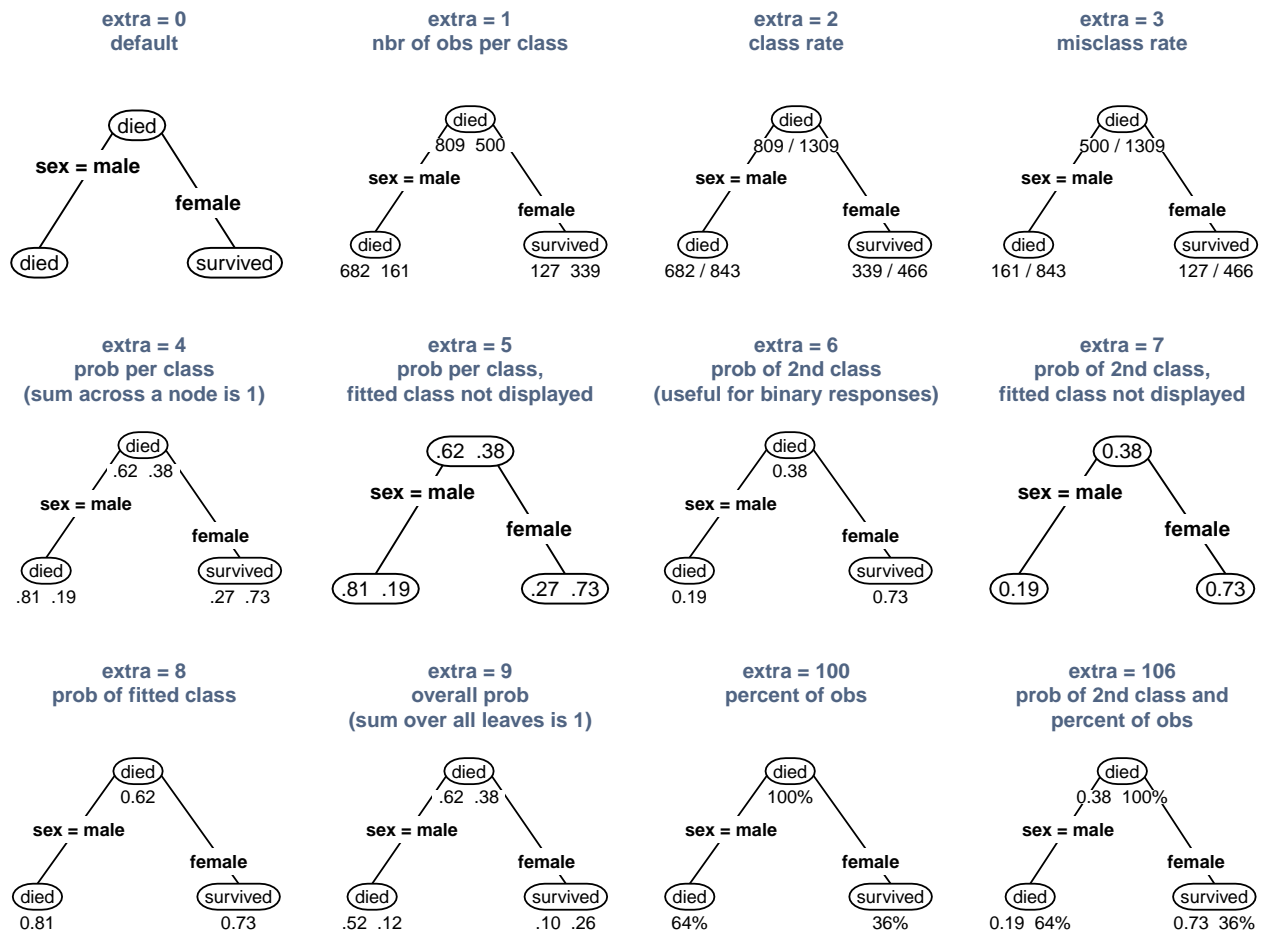 extra = 0
default
extra = 1
nbr of obs per class
extra = 2
class rate
extra = 3
misclass rate
died
sex = male
female
died
survived
died
809 500
sex = male
female
died
682 161
survived
127 339
died
809 / 1309
sex = male
female
died
682 / 843
survived
339 / 466
died
500 / 1309
sex = male
female
died
161 / 843
survived
127 / 466
extra = 4
prob per class
(sum across a node is 1)
extra = 5
prob per class,
fitted class not displayed
extra = 6
prob of 2nd class
(useful for binary responses)
extra = 7
prob of 2nd class,
fitted class not displayed
died
.62 .38
sex = male
female
died
.81 .19
survived
.27 .73
.62 .38
sex = male
female
.81 .19
.27 .73
died
0.38
sex = male
female
died
0.19
survived
0.73
0.38
sex = male
female
0.19
0.73
extra = 8
prob of fitted class
extra = 9
overall prob
(sum over all leaves is 1)
extra = 100
percent of obs
extra = 106
prob of 2nd class and
percent of obs
died
0.62
sex = male
female
died
0.81
survived
0.73
died
.62 .38
sex = male
female
died
.52 .12
survived
.10 .26
died
100%
sex = male
female
died
64%
survived
36%
died
0.38 100%
sex = male
female
died
0.19 64%
survived
0.73 36%